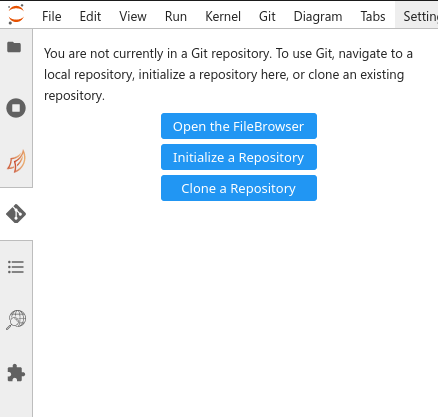 File Edit View Run Kernel Git Diagram Tabs
You are not currently in a Git repository. To use Git, navigate to a
local repository, initialize a repository here, or clone an existing
repository.
Open the FileBrowser
Initialize a Repository
Clone a Repository